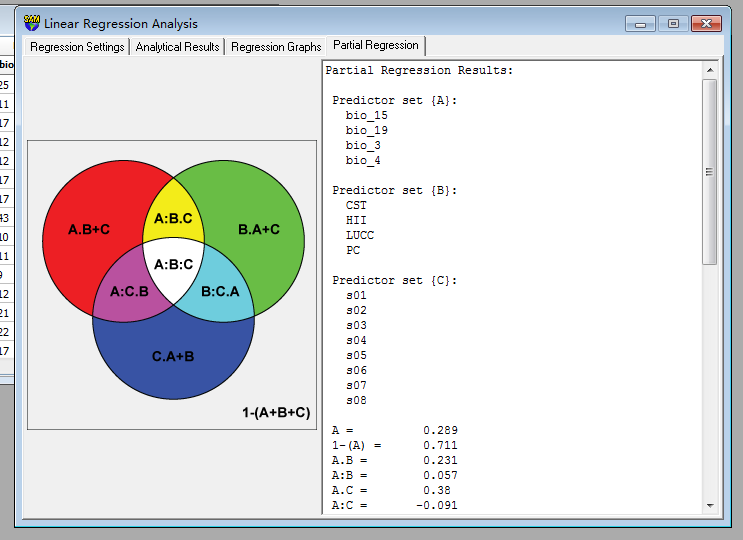 Linear Regression Analysis
Regression Settings
Analytical Results
Regression Graphs
Partial Regression
bio
25
11
17
12
12
17
17
43
10
11
9
12
21
22
17
A.B+C
A:B.C
B.A+C
A:B:C
A:C.B
B:C.A
C.A+B
1-(A+B+C)
Partial Regression Results:
Predictor set {A}:
bio_15
bio_19
bio_3
bio_4
Predictor set {B}:
CST
HII
LUCC
PC
Predictor set {C}:
s01
s02
s03
s04
s05
s06
s07
s08
A = 0.289
1-(A) = 0.711
A.B = 0.231
A:B = 0.057
A.C = 0.38
A:C = -0.091